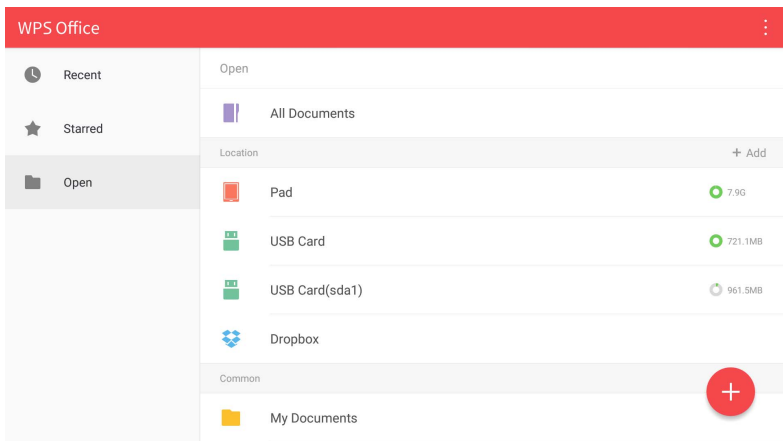 WPS Office
Recent
Starred
Open
Open
All Documents
Location + Add
Pad 7.9G
USB Card 721.1MB
USB Card(sda1) 961.5MB
Dropbox
Common
My Documents